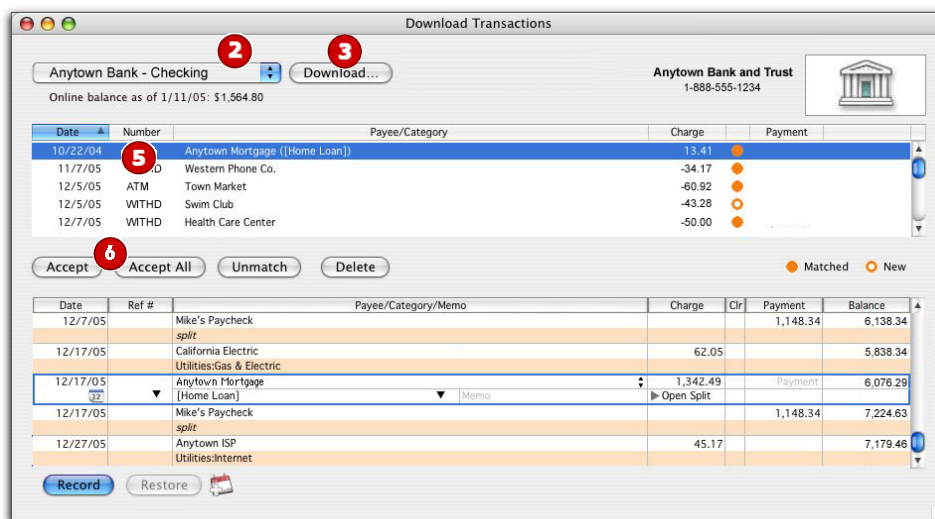 Download Transactions
2 3
Anytown Bank - Checking Download... Anytown Bank and Trust
1-888-555-1234
Online balance as of 1/11/05: $1,564.80
Date Number Payee/Category Charge Payment
10/22/04 Anytown Mortgage ([Home Loan]) 13.41
5
11/7/05 D Western Phone Co. -34.17
12/5/05 ATM Town Market -60.92
12/5/05 WITHD Swim Club -43.28
12/7/05 WITHD Health Care Center -50.00
6
Accept Accept All Unmatch Delete Matched New
Date Ref # Payee/Category/Memo Charge Clr Payment Balance
12/7/05 Mike's Paycheck 1,148.34 6,138.34
split
12/17/05 California Electric 62.05 5,838.34
Utilities:Gas & Electric
12/17/05 Anytown Mortgage 1,342.49 Payment 6,076.29
12 [Home Loan] Memo Open Split
12/17/05 Mike's Paycheck 1,148.34 7,224.63
split
12/27/05 Anytown ISP 45.17 7,179.46
Utilities:Internet
Record Restore